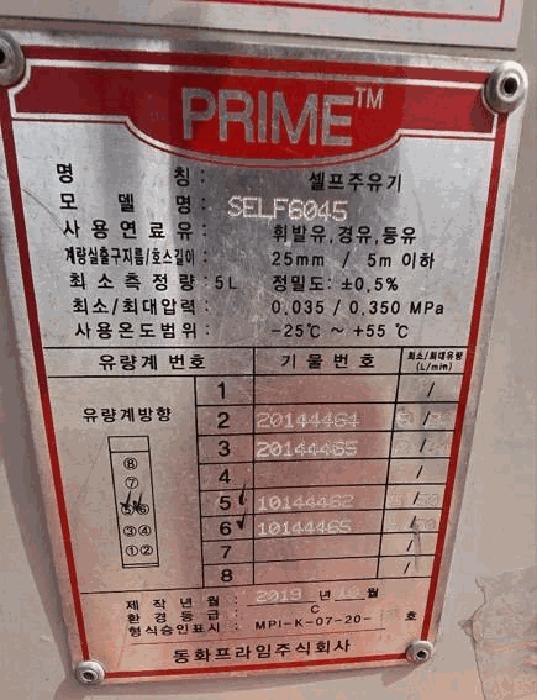 PRIME™
명 칭 : 셀프주유기
모 델 명 : SELF6045
사용연료유 : 휘발유,경유,등유
계량실출구지름/호스길이 : 25mm / 5m 이하
최소측정량 : 5L 정밀도: ±0.5%
최소/최대압력 : 0.035 / 0.350 MPa
사용온도범위 : -25℃ ~ +55 ℃
유량계 번호 기물번호 최소/최대유량 (L/min)
유량계방향
1 /
2 20144464 /
3 20144465 /
4 /
5 10144462 /
6 10144465 /
7 /
8 /
⑧
⑦
⑤⑥
③④
①②
제 작 년 월 : 2019 년 월
환 경 등 급 : C
형식승인표시 : MPI-K-07-20- 호
동화프라임주식회사